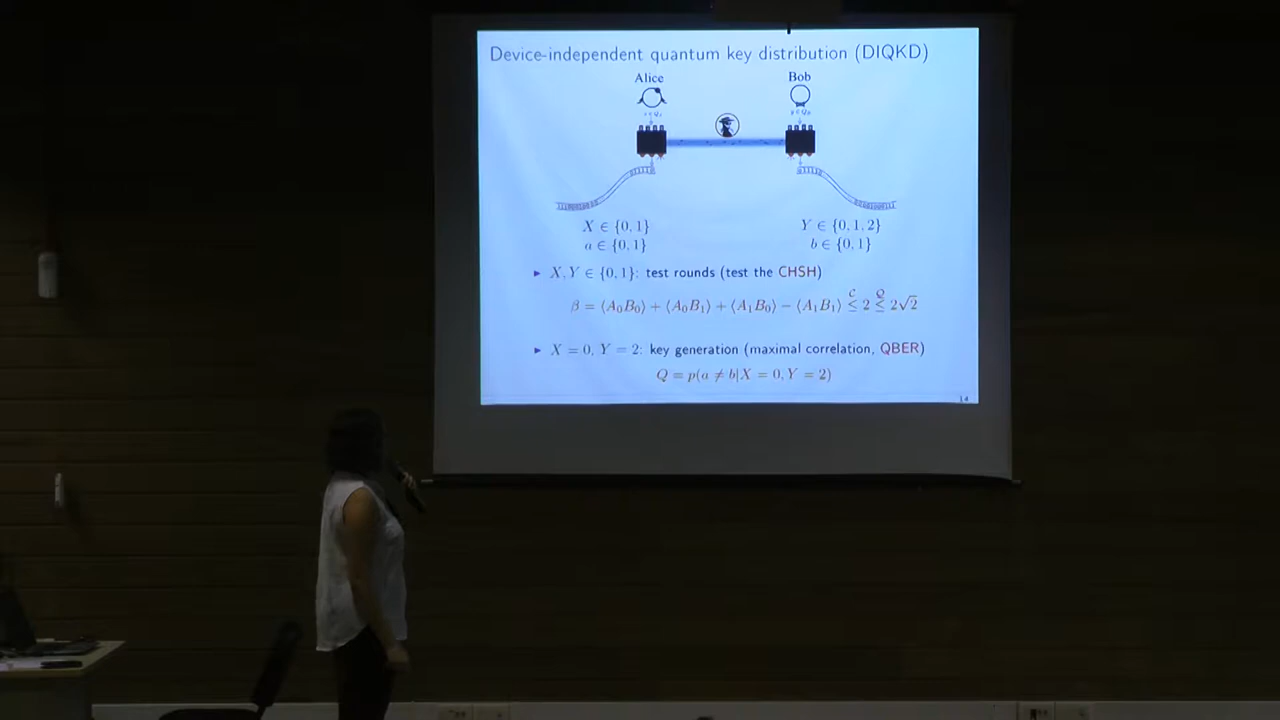 Device-independent quantum key distribution (DIQKD)
Alice
Bob
X ∈ {0, 1}
a ∈ {0, 1}
Y ∈ {0, 1, 2}
b ∈ {0, 1}
▸ X, Y ∈ {0, 1}: test rounds (test the CHSH)
β = ⟨A₀B₀⟩ + ⟨A₀B₁⟩ + ⟨A₁B₀⟩ − ⟨A₁B₁⟩ ≤^C 2 ≤^Q 2√2
▸ X = 0, Y = 2: key generation (maximal correlation, QBER)
Q = p(a ≠ b|X = 0, Y = 2)
14